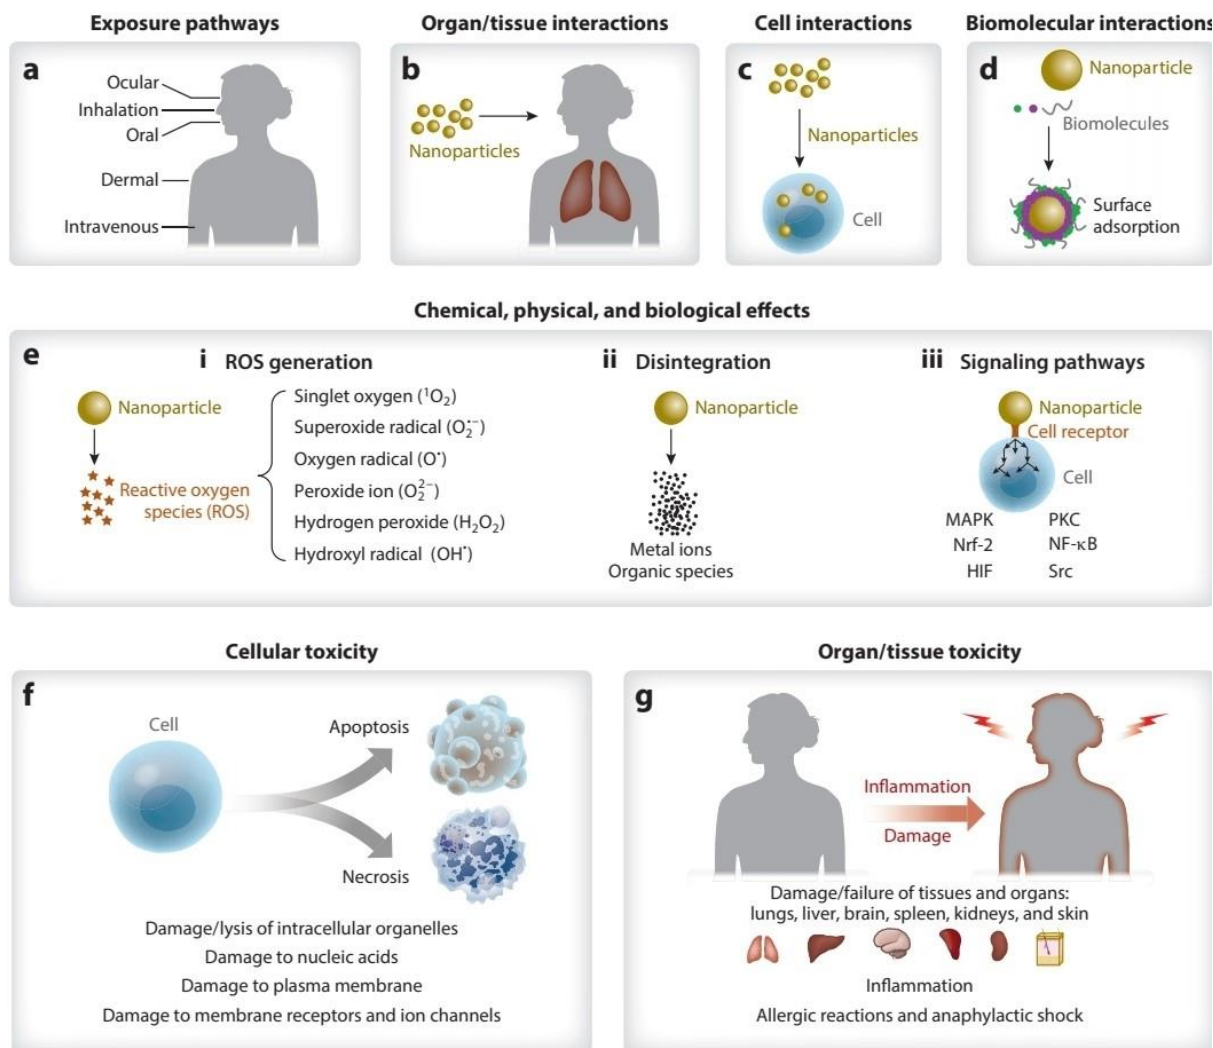 Exposure pathways
a
Ocular
Inhalation
Oral
Dermal
Intravenous
Organ/tissue interactions
b
Nanoparticles
Cell interactions
c
Nanoparticles
Cell
Biomolecular interactions
d
Nanoparticle
Biomolecules
Surface
adsorption
Chemical, physical, and biological effects
e
i ROS generation
Nanoparticle
Reactive oxygen
species (ROS)
Singlet oxygen (¹O₂)
Superoxide radical (O₂˙⁻)
Oxygen radical (O˙)
Peroxide ion (O₂²⁻)
Hydrogen peroxide (H₂O₂)
Hydroxyl radical (OH˙)
ii Disintegration
Nanoparticle
Metal ions
Organic species
iii Signaling pathways
Nanoparticle
Cell receptor
Cell
MAPK PKC
Nrf-2 NF-κB
HIF Src
Cellular toxicity
f
Cell
Apoptosis
Necrosis
Damage/lysis of intracellular organelles
Damage to nucleic acids
Damage to plasma membrane
Damage to membrane receptors and ion channels
Organ/tissue toxicity
g
Inflammation
Damage
Damage/failure of tissues and organs:
lungs, liver, brain, spleen, kidneys, and skin
Inflammation
Allergic reactions and anaphylactic shock